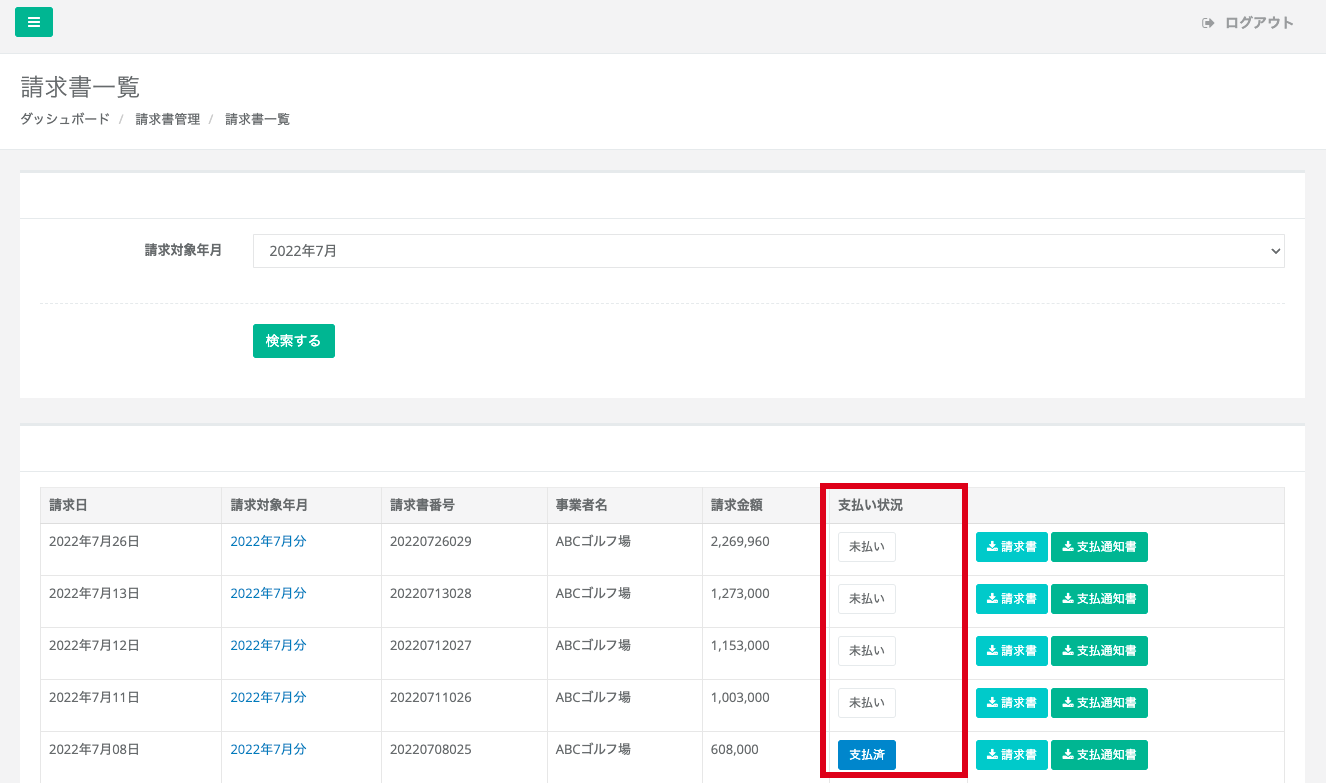 ログアウト
請求書一覧
ダッシュボード / 請求書管理 / 請求書一覧
請求対象年月 2022年7月
検索する
請求日 請求対象年月 請求書番号 事業者名 請求金額 支払い状況
2022年7月26日 2022年7月分 20220726029 ABCゴルフ場 2,269,960 未払い 請求書 支払通知書
2022年7月13日 2022年7月分 20220713028 ABCゴルフ場 1,273,000 未払い 請求書 支払通知書
2022年7月12日 2022年7月分 20220712027 ABCゴルフ場 1,153,000 未払い 請求書 支払通知書
2022年7月11日 2022年7月分 20220711026 ABCゴルフ場 1,003,000 未払い 請求書 支払通知書
2022年7月08日 2022年7月分 20220708025 ABCゴルフ場 608,000 支払済 請求書 支払通知書